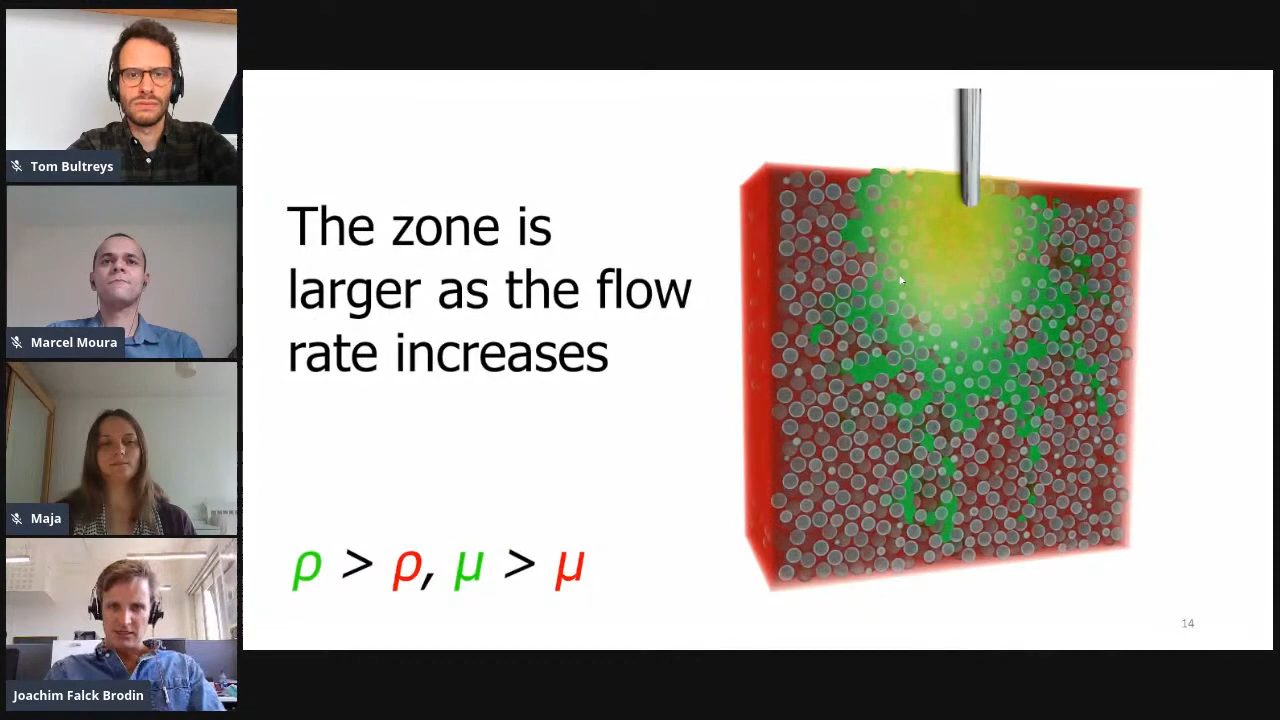 Tom Bultreys
Marcel Moura
Maja
Joachim Falck Brodin
The zone is
larger as the flow
rate increases
ρ > ρ, μ > μ
14